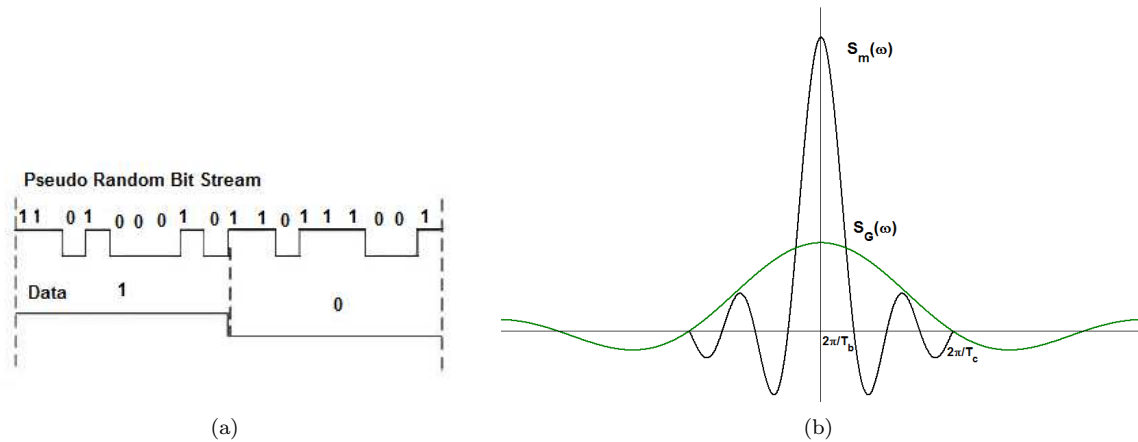 Pseudo Random Bit Stream
1 1 0 1 0 0 0 1 0 1 1 0 1 1 1 0 0 1
Data 1 0
(a)
S_m(ω)
S_G(ω)
2π/T_b
2π/T_c
(b)